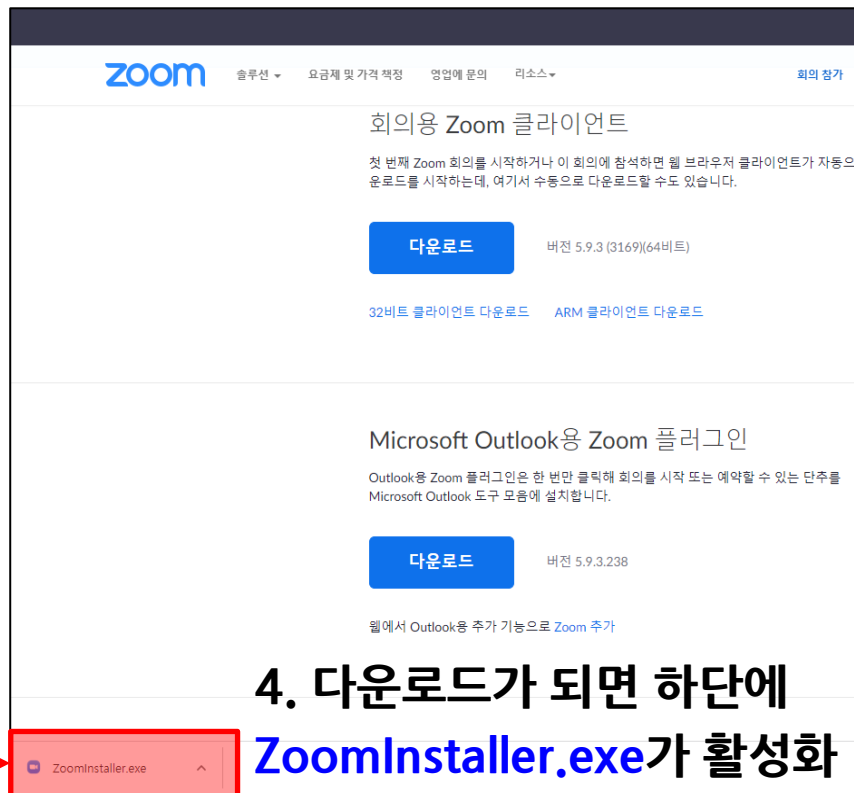 zoom 솔루션 요금제 및 가격 책정 영업에 문의 리소스 회의 참가
회의용 Zoom 클라이언트
첫 번째 Zoom 회의를 시작하거나 이 회의에 참석하면 웹 브라우저 클라이언트가 자동으
운로드를 시작하는데, 여기서 수동으로 다운로드할 수도 있습니다.
다운로드 버전 5.9.3 (3169)(64비트)
32비트 클라이언트 다운로드 ARM 클라이언트 다운로드
Microsoft Outlook용 Zoom 플러그인
Outlook용 Zoom 플러그인은 한 번만 클릭해 회의를 시작 또는 예약할 수 있는 단추를
Microsoft Outlook 도구 모음에 설치합니다.
다운로드 버전 5.9.3.238
웹에서 Outlook용 추가 기능으로 Zoom 추가
4. 다운로드가 되면 하단에
ZoomInstaller.exe가 활성화
ZoomInstaller.exe